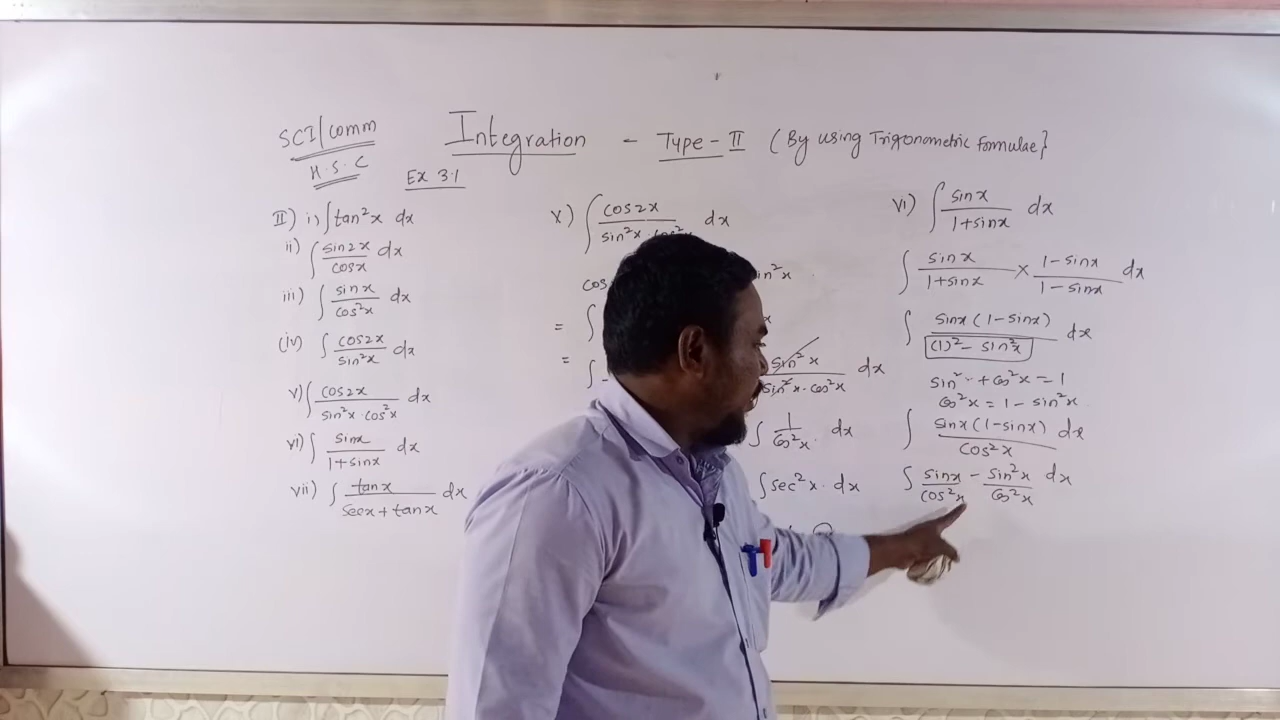 SCI/comm
H.S.C
Integration - Type-II (By using Trigonometric formulae}
Ex 3.1
II) i) ∫ tan²x dx
ii) ∫ sin2x/cosx dx
iii) ∫ sinx/cos²x dx
(iv) ∫ cos2x/sin²x dx
v) ∫ cos2x/sin²x·cos²x dx
vi) ∫ sinx/1+sinx dx
vii) ∫ tanx/secx+tanx dx
v) ∫ cos2x/sin²x·cos²x dx
cos
= ∫
= ∫ sin²x/sin²x·cos²x dx
∫ 1/cos²x. dx
∫ sec²x. dx
vi) ∫ sinx/1+sinx dx
∫ sinx/1+sinx × 1-sinx/1-sinx dx
∫ sinx(1-sinx)/(1)²-sin²x dx
sin² + cos²x = 1
cos²x = 1 - sin²x
∫ sinx(1-sinx)/cos²x dx
∫ sinx/cos²x - sin²x/cos²x dx